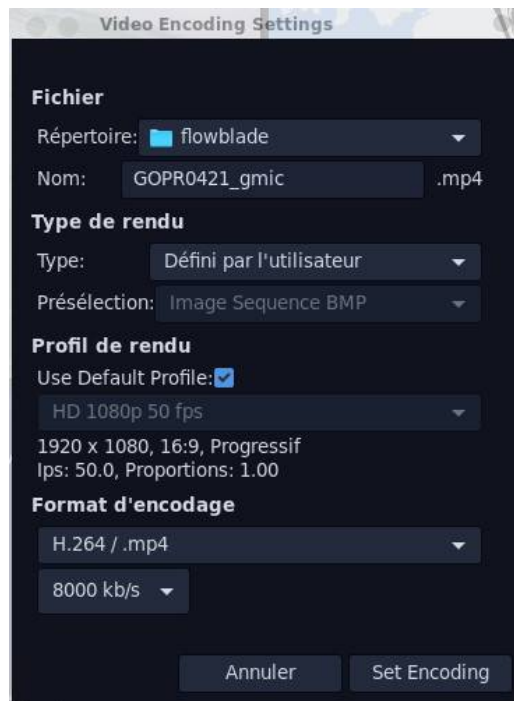 Video Encoding Settings
Fichier
Répertoire: flowblade
Nom: GOPR0421_gmic .mp4
Type de rendu
Type: Défini par l'utilisateur
Présélection: Image Sequence BMP
Profil de rendu
Use Default Profile:
HD 1080p 50 fps
1920 x 1080, 16:9, Progressif
Ips: 50.0, Proportions: 1.00
Format d'encodage
H.264 / .mp4
8000 kb/s
Annuler Set Encoding